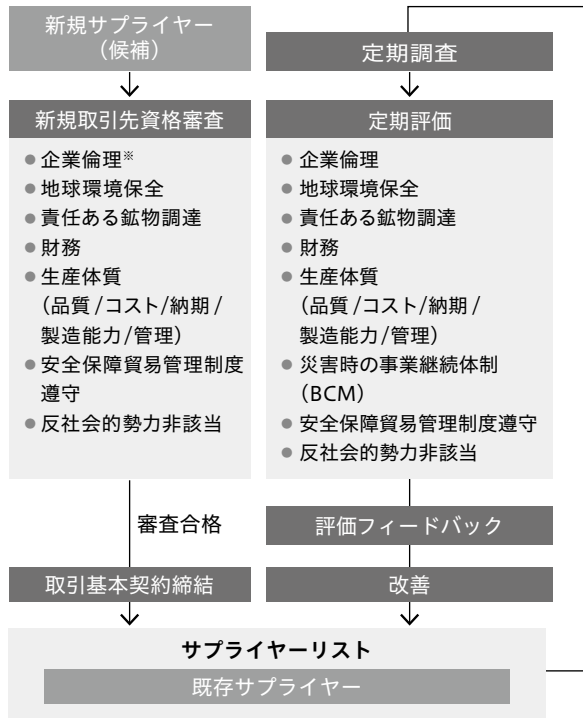 新規サプライヤー
（候補）
新規取引先資格審査
● 企業倫理※
● 地球環境保全
● 責任ある鉱物調達
● 財務
● 生産体質
（品質/コスト/納期/
製造能力/管理）
● 安全保障貿易管理制度
遵守
● 反社会的勢力非該当
審査合格
取引基本契約締結
定期調査
定期評価
● 企業倫理
● 地球環境保全
● 責任ある鉱物調達
● 財務
● 生産体質
（品質/コスト/納期/
製造能力/管理）
● 災害時の事業継続体制
（BCM）
● 安全保障貿易管理制度遵守
● 反社会的勢力非該当
評価フィードバック
改善
サプライヤーリスト
既存サプライヤー